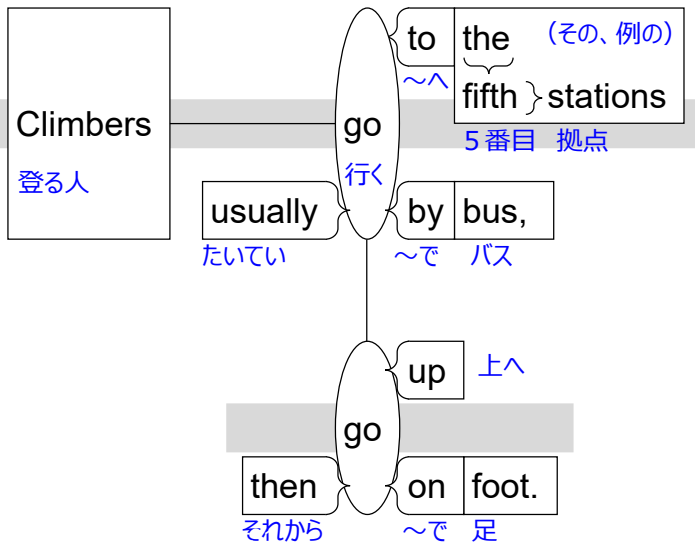 to the (その、例の)
～へ
fifth stations
Climbers go
5番目 拠点
登る人 行く
usually by bus,
たいてい ～で バス
up 上へ
go
then on foot.
それから ～で 足